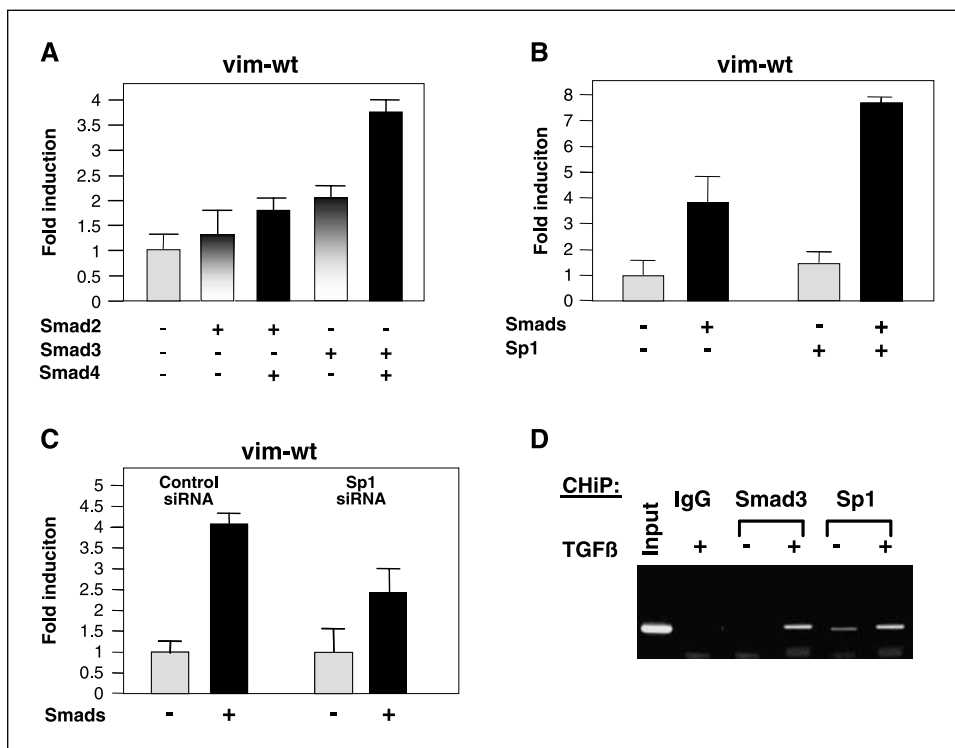 A
vim-wt
Fold induction
4
3.5
3
2.5
2
1.5
1
0.5
0
Smad2 - + + - -
Smad3 - - - + +
Smad4 - - + - +
B
vim-wt
Fold induciton
8
7
6
5
4
3
2
1
0
Smads - + - +
Sp1 - - + +
C
vim-wt
Fold induciton
5
4.5
4
3.5
3
2.5
2
1.5
1
0.5
0
Control
siRNA
Sp1
siRNA
Smads - + - +
D
CHiP:
Input
IgG Smad3 Sp1
TGFß + - + - +